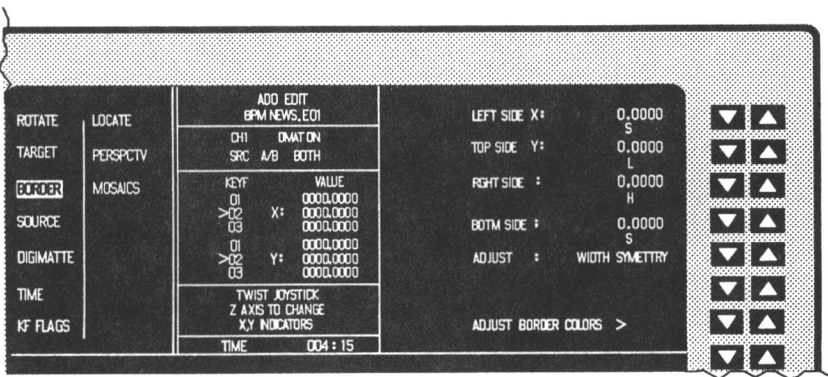 ROTATE
TARGET
BORDER
SOURCE
DIGIMATTE
TIME
KF FLAGS
LOCATE
PERSPCTV
MOSAICS
ADD EDIT
BPM NEWS.E01
CH1 DMAT ON
SRC A/B BOTH
KEYF VALUE
01 0000.0000
>02 X: 0000.0000
03 0000.0000
01 0000.0000
>02 Y: 0000.0000
03 0000.0000
TWIST JOYSTICK
Z AXIS TO CHANGE
X,Y INDICATORS
TIME 004:15
LEFT SIDE X: 0.0000
S
TOP SIDE Y: 0.0000
L
RGHT SIDE : 0.0000
H
BOTM SIDE : 0.0000
S
ADJUST : WIDTH SYMETTRY
ADJUST BORDER COLORS >